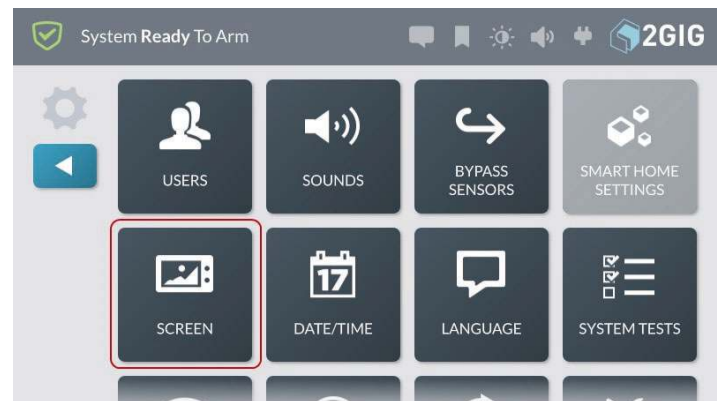 System Ready To Arm
2GIG
USERS
SOUNDS
BYPASS
SENSORS
SMART HOME
SETTINGS
17
SCREEN
DATE/TIME
LANGUAGE
SYSTEM TESTS